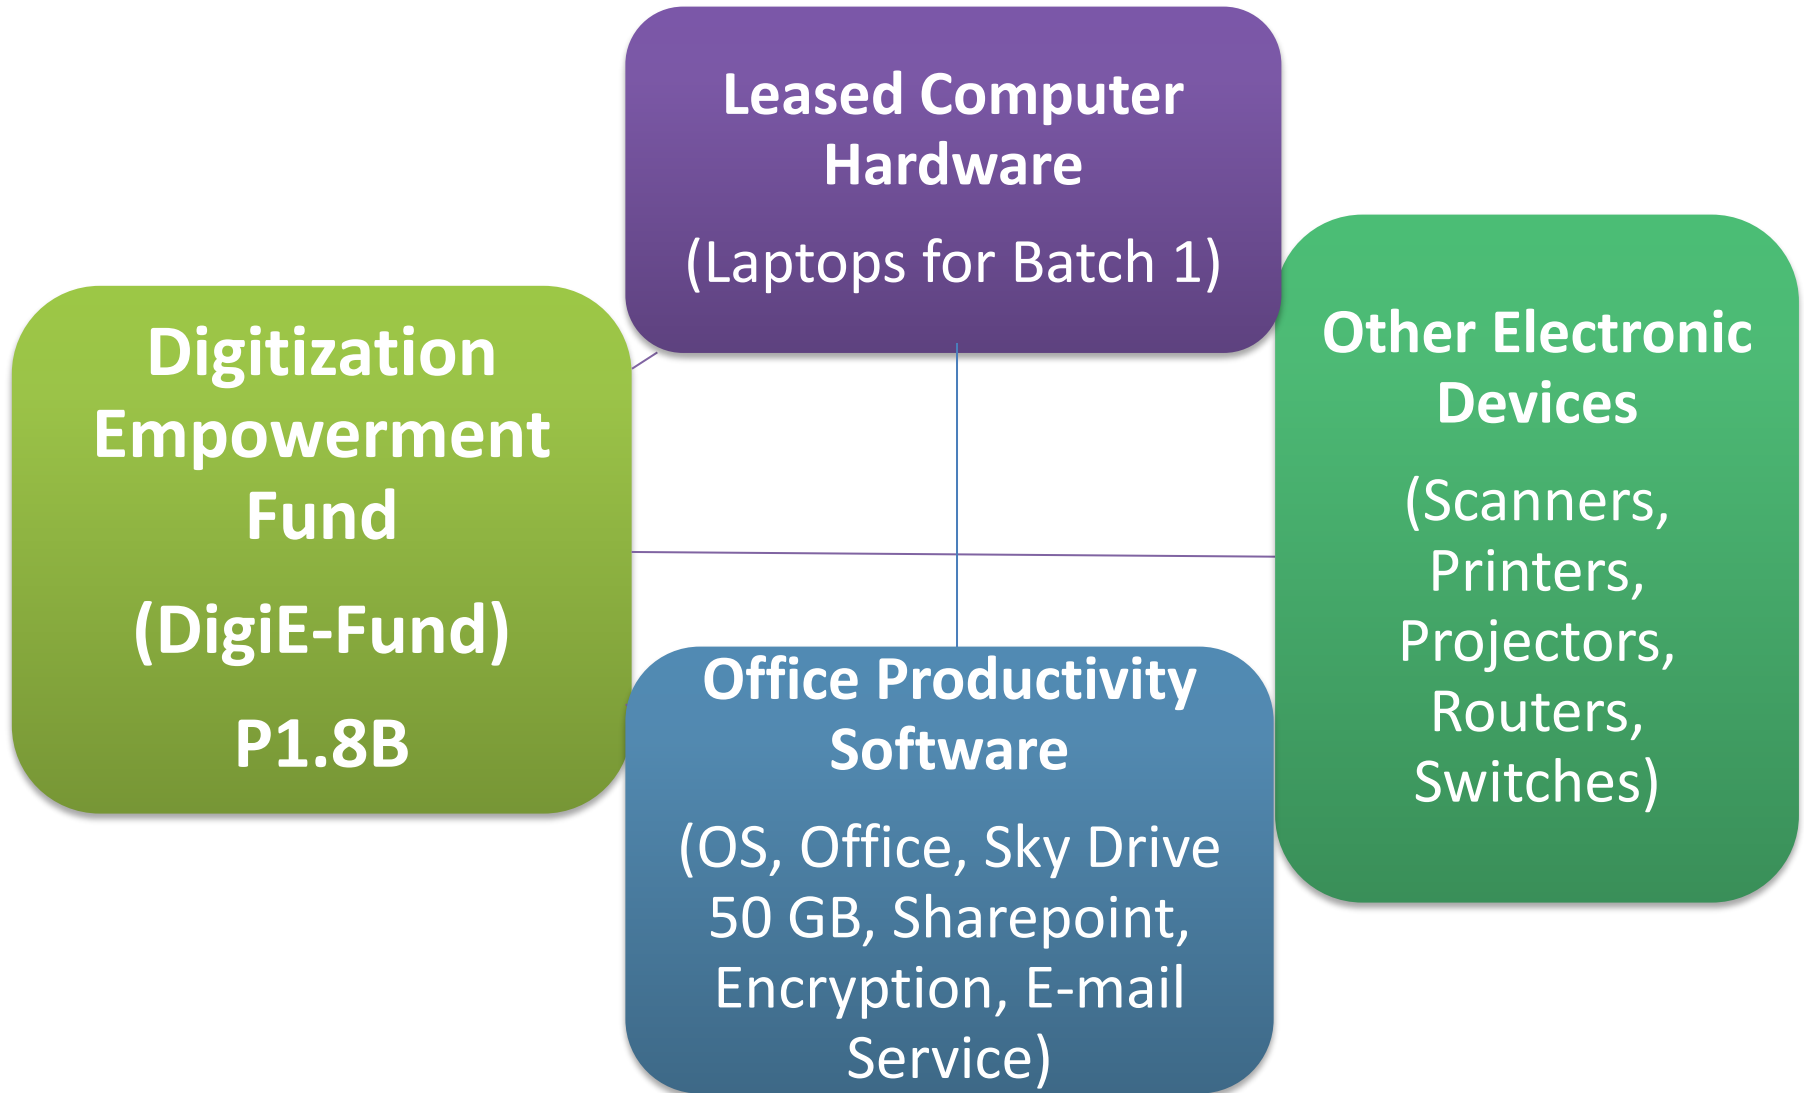 Leased Computer
Hardware
(Laptops for Batch 1)
Digitization
Empowerment
Fund
(DigiE-Fund)
P1.8B
Other Electronic
Devices
(Scanners,
Printers,
Projectors,
Routers,
Switches)
Office Productivity
Software
(OS, Office, Sky Drive
50 GB, Sharepoint,
Encryption, E-mail
Service)